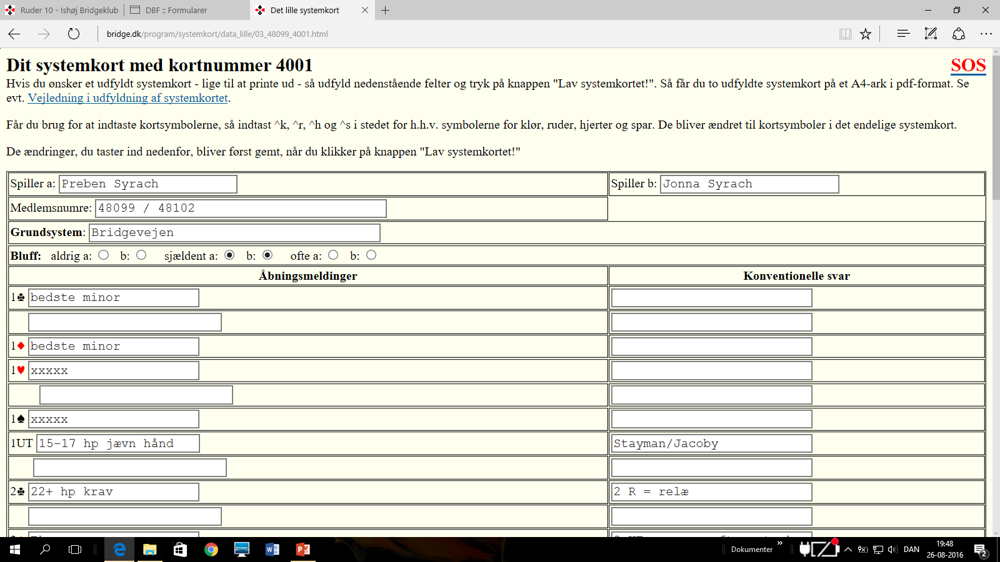 Ruder 10 - Ishøj Bridgeklub
DBF :: Formularer
Det lille systemkort
bridge.dk/program/systemkort/data_lille/03_48099_4001.html
Dit systemkort med kortnummer 4001
SOS
Hvis du ønsker et udfyldt systemkort - lige til at printe ud - så udfyld nedenstående felter og tryk på knappen "Lav systemkortet!". Så får du to udfyldte systemkort på et A4-ark i pdf-format. Se
evt. Vejledning i udfyldning af systemkortet.
Får du brug for at indtaste kortsymbolerne, så indtast ^k, ^r, ^h og ^s i stedet for h.h.v. symbolerne for klør, ruder, hjerter og spar. De bliver ændret til kortsymboler i det endelige systemkort.
De ændringer, du taster ind nedenfor, bliver først gemt, når du klikker på knappen "Lav systemkortet!"
Spiller a: Preben Syrach
Spiller b: Jonna Syrach
Medlemsnumre: 48099 / 48102
Grundsystem: Bridgevejen
Bluff: aldrig a: b: sjældent a: b: ofte a: b:
Åbningsmeldinger
Konventionelle svar
1♣ bedste minor
1♦ bedste minor
1♥ xxxxx
1♠ xxxxx
1UT 15-17 hp jævn hånd
Stayman/Jacoby
2♣ 22+ hp krav
2 R = relæ
Dokumenter
DAN
19:48
26-08-2016
2